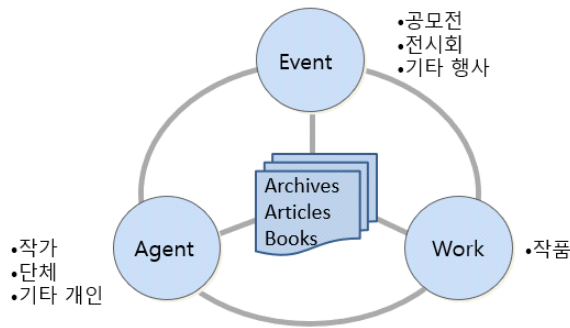 Event
•공모전
•전시회
•기타 행사
Archives
Articles
Books
Agent
•작가
•단체
•기타 개인
Work
•작품